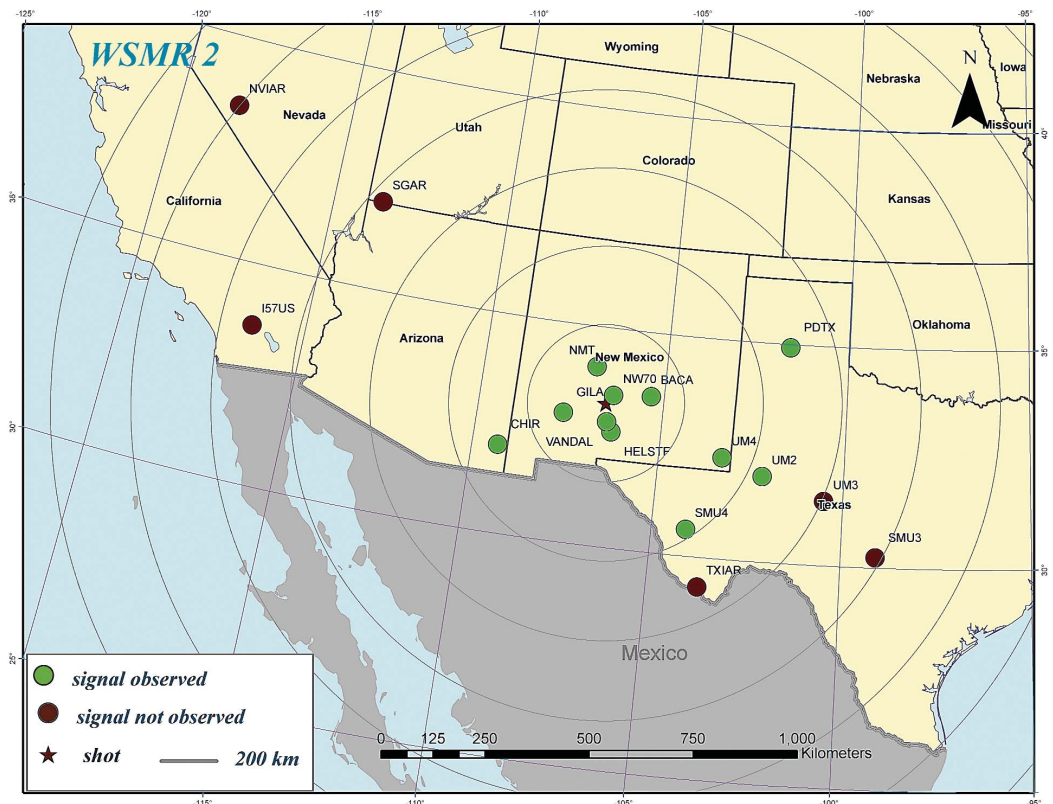 -125°
-120°
-115°
-110°
-105°
-100°
-95°
WSMR 2
N
Wyoming
Nebraska
Iowa
NVIAR
Nevada
Utah
Missouri
40°
Colorado
SGAR
35°
California
Kansas
I57US
Arizona
PDTX
Oklahoma
NMT
New Mexico
35°
NW70
BACA
GILA
CHIR
VANDAL
HELSTF
UM4
30°
UM2
UM3
Texas
SMU4
SMU3
TXIAR
30°
Mexico
25°
signal observed
signal not observed
shot
200 km
0
125
250
500
750
1,000
Kilometers
-115°
-110°
-105°
-100°
-95°